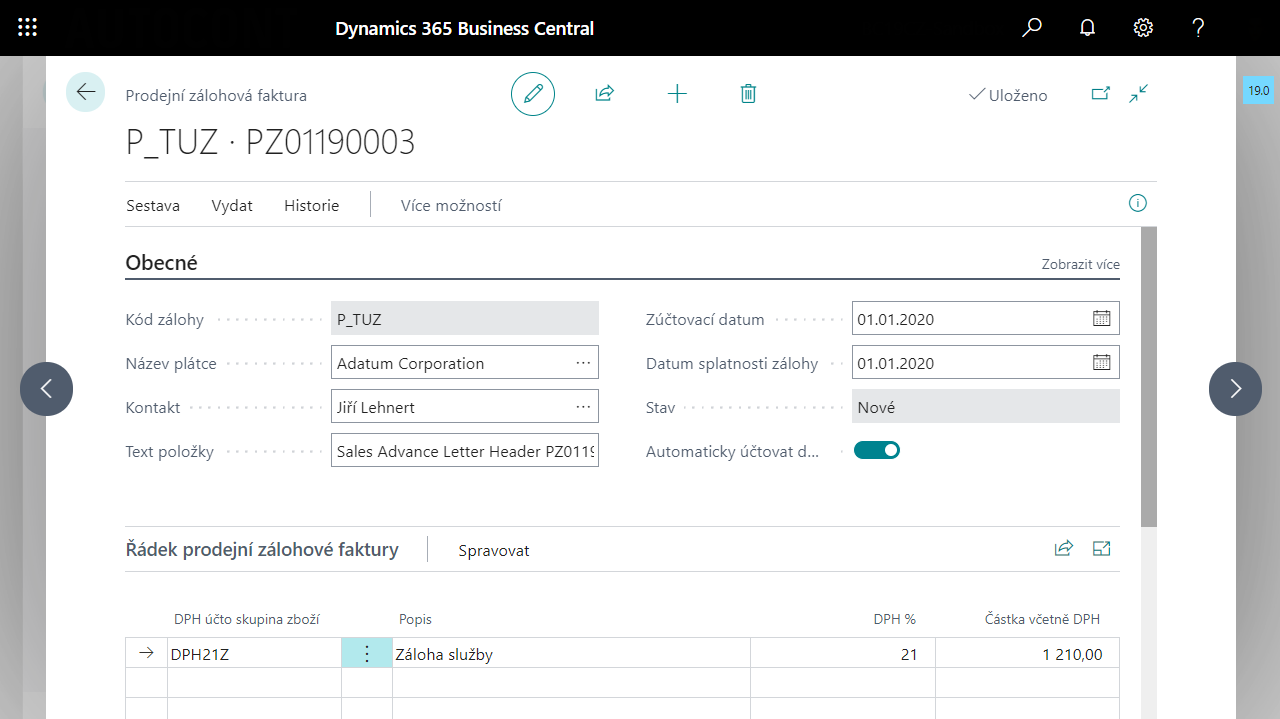 Dynamics 365 Business Central
Prodejní zálohová faktura
Uloženo
19.0
P_TUZ · PZ01190003
Sestava Vydat Historie Více možností
Obecné
Zobrazit více
Kód zálohy P_TUZ
Zúčtovací datum 01.01.2020
Název plátce Adatum Corporation
Datum splatnosti zálohy 01.01.2020
Kontakt Jiří Lehnert
Stav Nové
Text položky Sales Advance Letter Header PZ0119
Automaticky účtovat d...
Řádek prodejní zálohové faktury Spravovat
DPH účto skupina zboží Popis DPH % Částka včetně DPH
DPH21Z Záloha služby 21 1 210,00